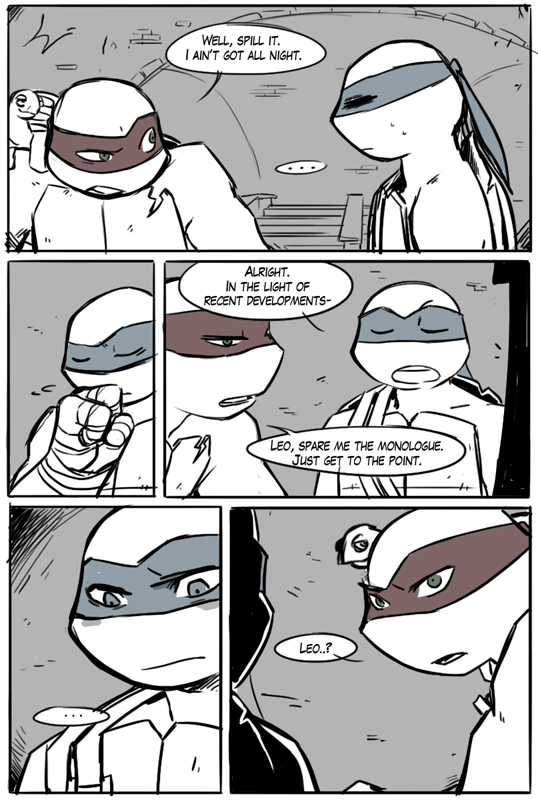 WELL, SPILL IT.
I AIN'T GOT ALL NIGHT.
...
ALRIGHT.
IN THE LIGHT OF
RECENT DEVELOPMENTS-
LEO, SPARE ME THE MONOLOGUE.
JUST GET TO THE POINT.
...
LEO..?